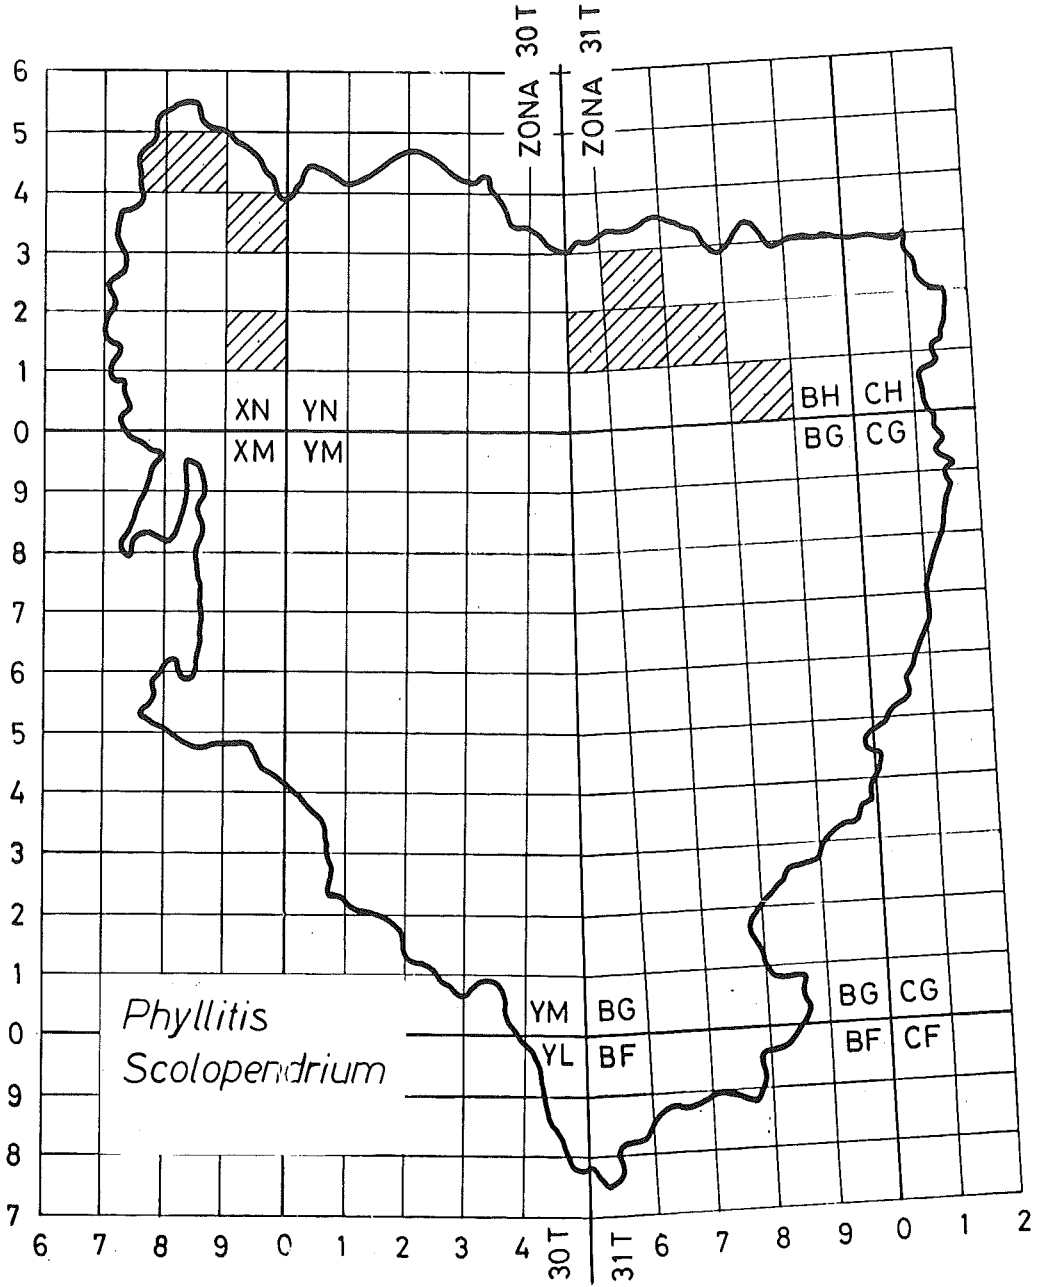 ZONA 30T
ZONA 31T
6
5
4
3
2
1
XN YN BH CH
0
XM YM BG CG
9
8
7
6
5
4
3
2
1
Phyllitis YM BG BG CG
0
Scolopendrium YL BF BF CF
9
8
7
6 7 8 9 0 1 2 3 4 30T 31T 6 7 8 9 0 1 2